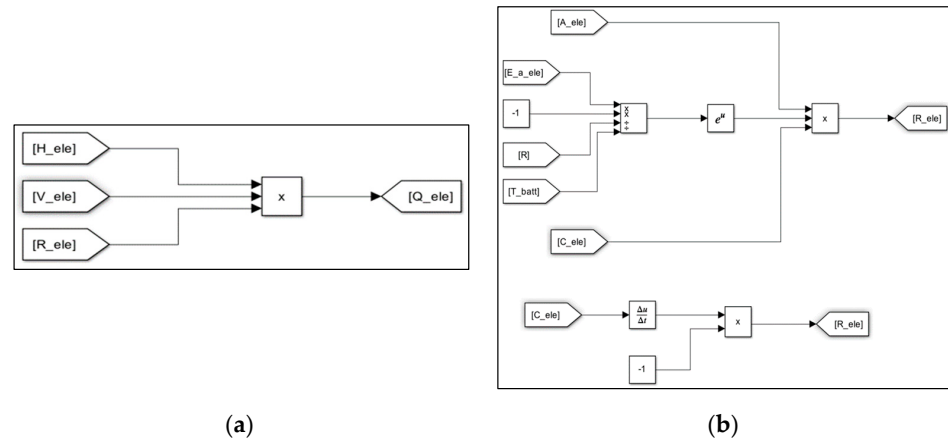 [H_ele]
[V_ele]
[R_ele]
x
[Q_ele]
(a)
[A_ele]
[E_a_ele]
-1
[R]
[T_batt]
x
x
÷
÷
e^u
x
[R_ele]
[C_ele]
[C_ele]
Δu
Δt
-1
x
[R_ele]
(b)